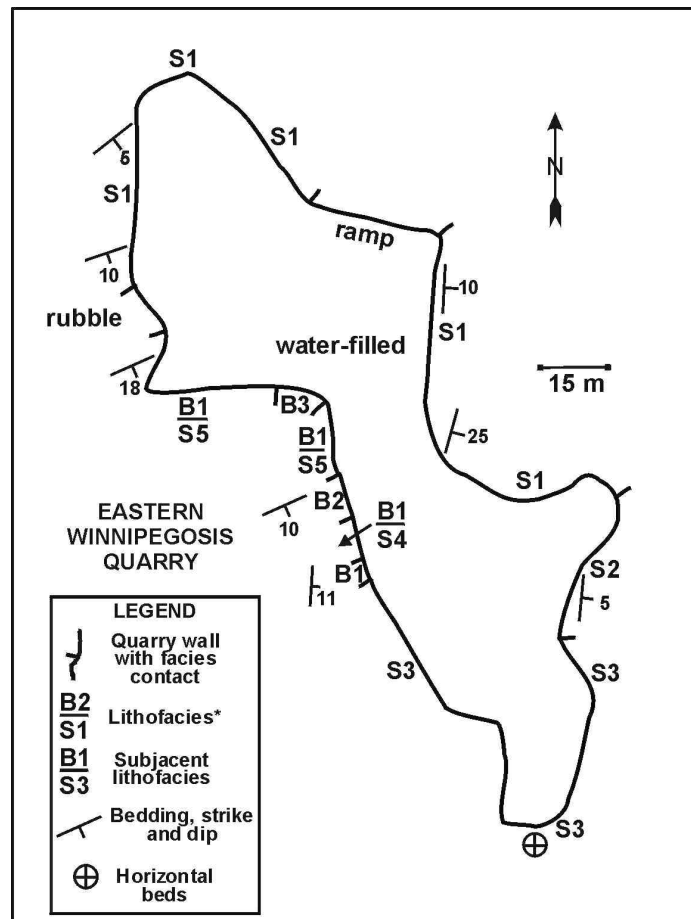 S1
S1
N
5
S1
ramp
10
10
rubble
S1
water-filled
15 m
18
B1
S5
B3
B1
S5
25
S1
EASTERN
WINNIPEGOSIS
QUARRY
10
B2
B1
S4
B1
11
S2
5
S3
S3
S3
LEGEND
Quarry wall
with facies
contact
B2
S1
Lithofacies*
B1
S3
Subjacent
lithofacies
Bedding, strike
and dip
Horizontal
beds